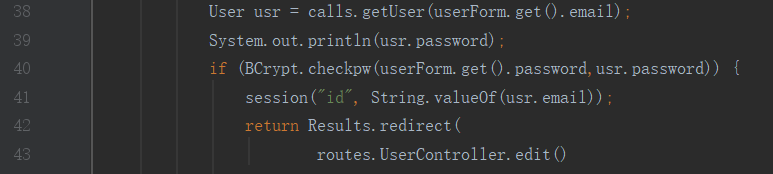 38 User usr = calls.getUser(userForm.get().email);
39 System.out.println(usr.password);
40 if (BCrypt.checkpw(userForm.get().password,usr.password)) {
41 session("id", String.valueOf(usr.email));
42 return Results.redirect(
43 routes.UserController.edit()